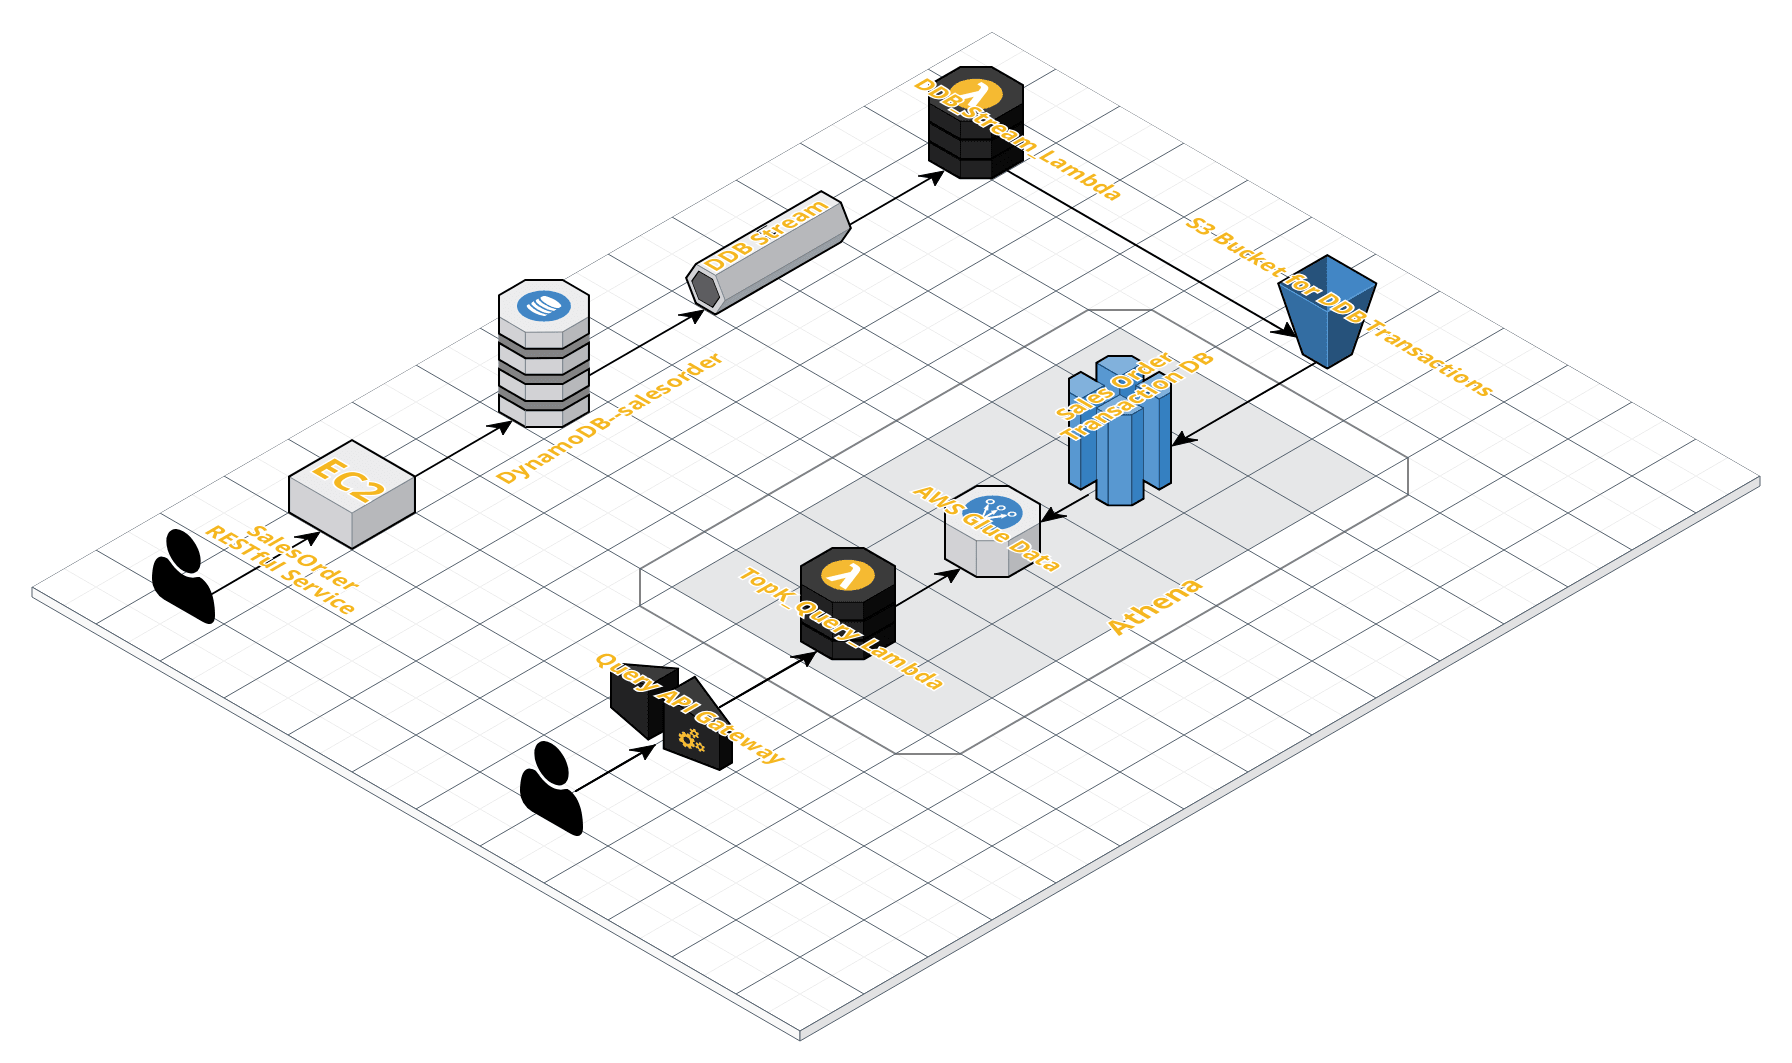 DDB_Stream_Lambda
DDB Stream
S3 Bucket for DDB Transactions
DynamoDB--salesorder
Sales Order
Transaction DB
EC2
SalesOrder
RESTful Service
AWS Glue Data
TopK_Query_Lambda
Athena
Query API Gateway